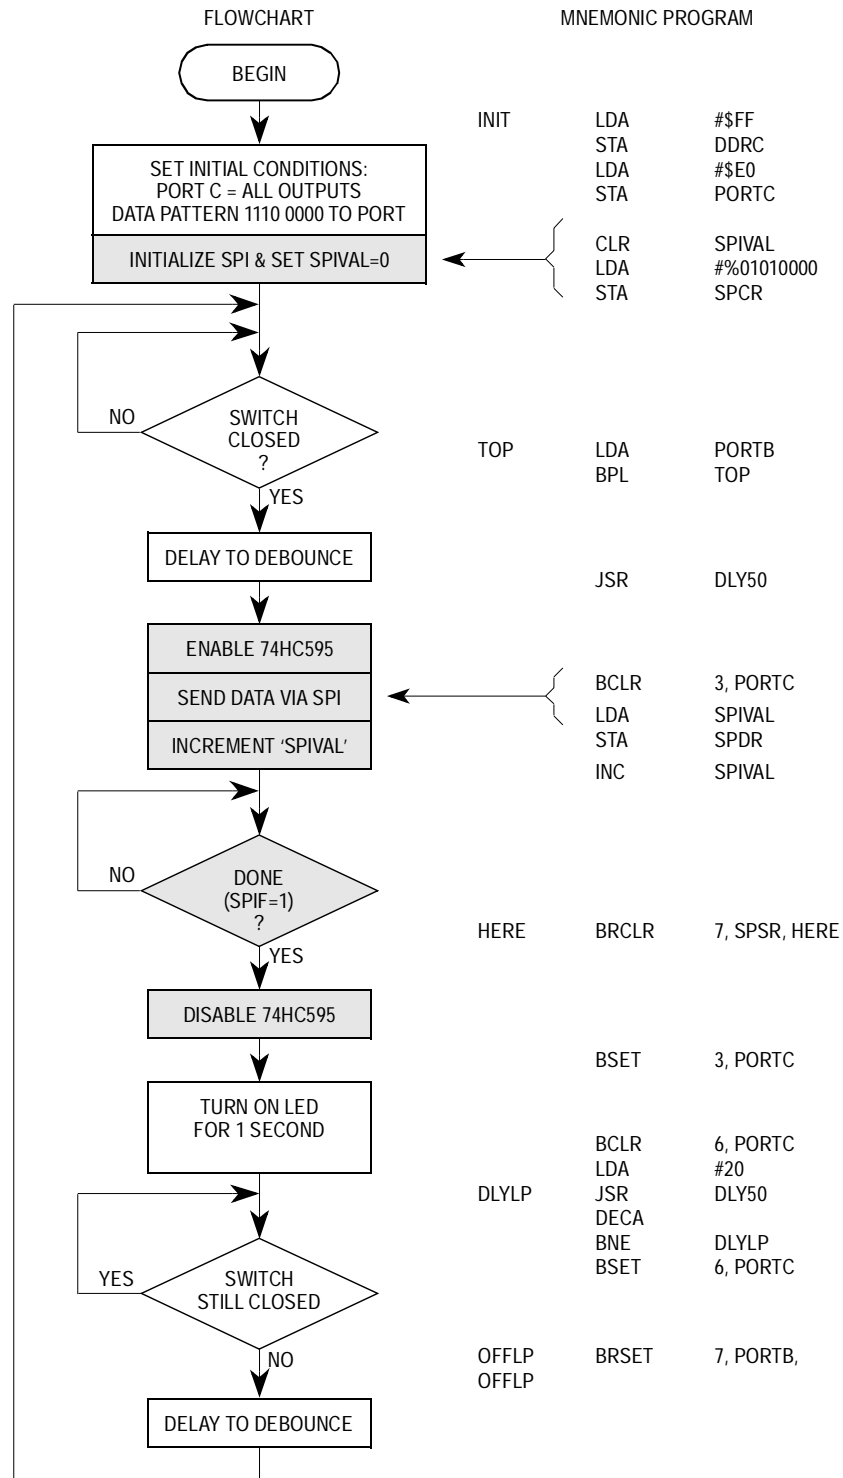 FLOWCHART MNEMONIC PROGRAM
BEGIN
INIT LDA #$FF
STA DDRC
LDA #$E0
STA PORTC
SET INITIAL CONDITIONS:
PORT C = ALL OUTPUTS
DATA PATTERN 1110 0000 TO PORT
INITIALIZE SPI & SET SPIVAL=0
CLR SPIVAL
LDA #%01010000
STA SPCR
NO
SWITCH
CLOSED
?
YES
TOP LDA PORTB
BPL TOP
DELAY TO DEBOUNCE
JSR DLY50
ENABLE 74HC595
SEND DATA VIA SPI
INCREMENT ‘SPIVAL’
BCLR 3, PORTC
LDA SPIVAL
STA SPDR
INC SPIVAL
NO
DONE
(SPIF=1)
?
YES
HERE BRCLR 7, SPSR, HERE
DISABLE 74HC595
BSET 3, PORTC
TURN ON LED
FOR 1 SECOND
BCLR 6, PORTC
LDA #20
DLYLP JSR DLY50
DECA
BNE DLYLP
BSET 6, PORTC
YES
SWITCH
STILL CLOSED
NO
OFFLP BRSET 7, PORTB,
OFFLP
DELAY TO DEBOUNCE